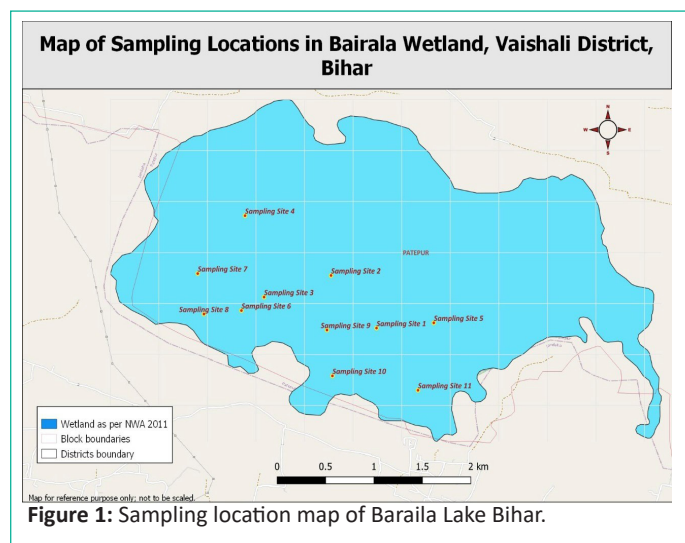 Map of Sampling Locations in Bairala Wetland, Vaishali District,
Bihar
N
W E
S
Sampling Site 4
PATEPUR
Sampling Site 7
Sampling Site 2
Sampling Site 3
Sampling Site 6
Sampling Site 8
Sampling Site 9
Sampling Site 1
Sampling Site 5
Sampling Site 10
Sampling Site 11
Wetland as per NWA 2011
Block boundaries
Districts boundary
0 0.5 1 1.5 2 km
Map for reference purpose only; not to be scaled.
Figure 1: Sampling location map of Baraila Lake Bihar.